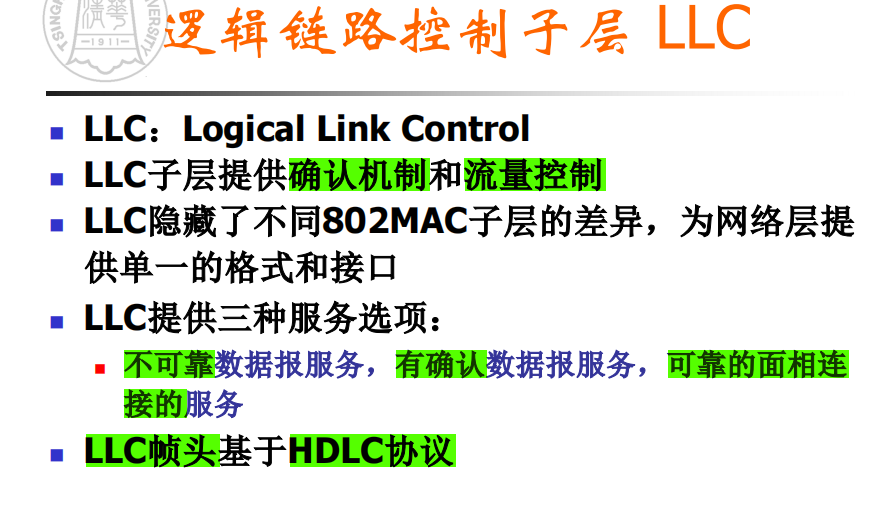 逻辑链路控制子层 LLC
LLC：Logical Link Control
LLC子层提供确认机制和流量控制
LLC隐藏了不同802MAC子层的差异，为网络层提
供单一的格式和接口
LLC提供三种服务选项：
不可靠数据报服务，有确认数据报服务，可靠的面相连
接的服务
LLC帧头基于HDLC协议
-1911-